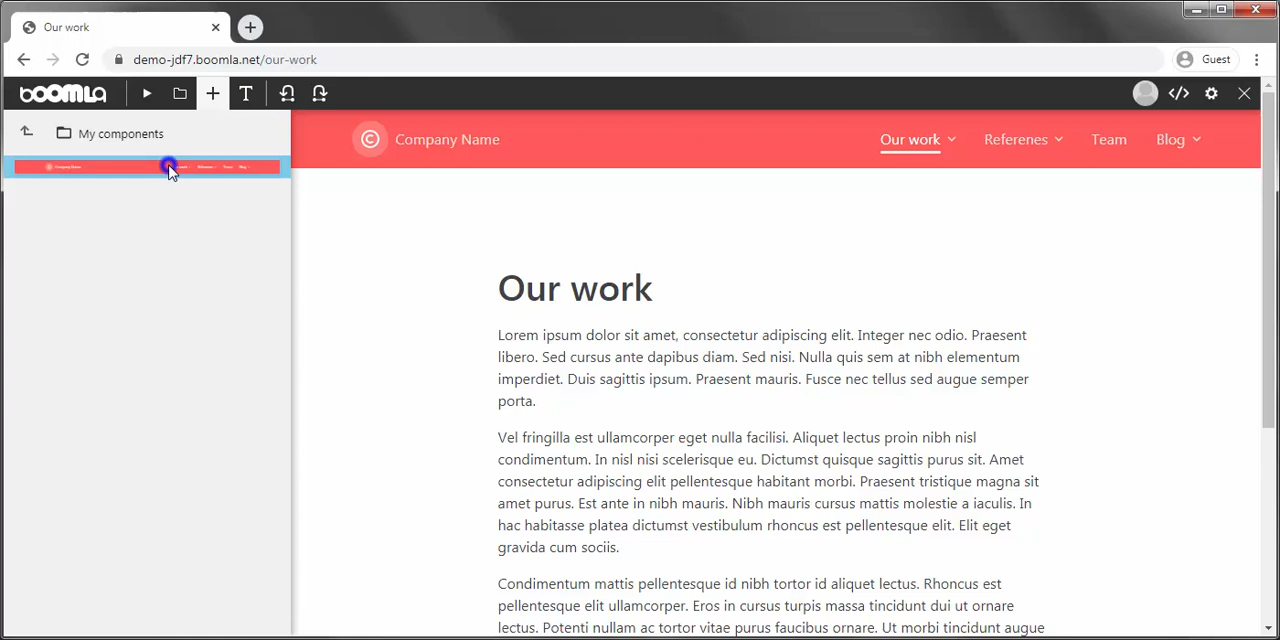 Our work
demo-jdf7.boomla.net/our-work
Guest
boomla
T
My components
Company Name
Our work
Referenes
Team
Blog
Company Name
Referenes
Blog
Our work
Lorem ipsum dolor sit amet, consectetur adipiscing elit. Integer nec odio. Praesent
libero. Sed cursus ante dapibus diam. Sed nisi. Nulla quis sem at nibh elementum
imperdiet. Duis sagittis ipsum. Praesent mauris. Fusce nec tellus sed augue semper
porta.
Vel fringilla est ullamcorper eget nulla facilisi. Aliquet lectus proin nibh nisl
condimentum. In nisl nisi scelerisque eu. Dictumst quisque sagittis purus sit. Amet
consectetur adipiscing elit pellentesque habitant morbi. Praesent tristique magna sit
amet purus. Est ante in nibh mauris. Nibh mauris cursus mattis molestie a iaculis. In
hac habitasse platea dictumst vestibulum rhoncus est pellentesque elit. Elit eget
gravida cum sociis.
Condimentum mattis pellentesque id nibh tortor id aliquet lectus. Rhoncus est
pellentesque elit ullamcorper. Eros in cursus turpis massa tincidunt dui ut ornare
lectus. Potenti nullam ac tortor vitae purus faucibus ornare. Ut morbi tincidunt augue